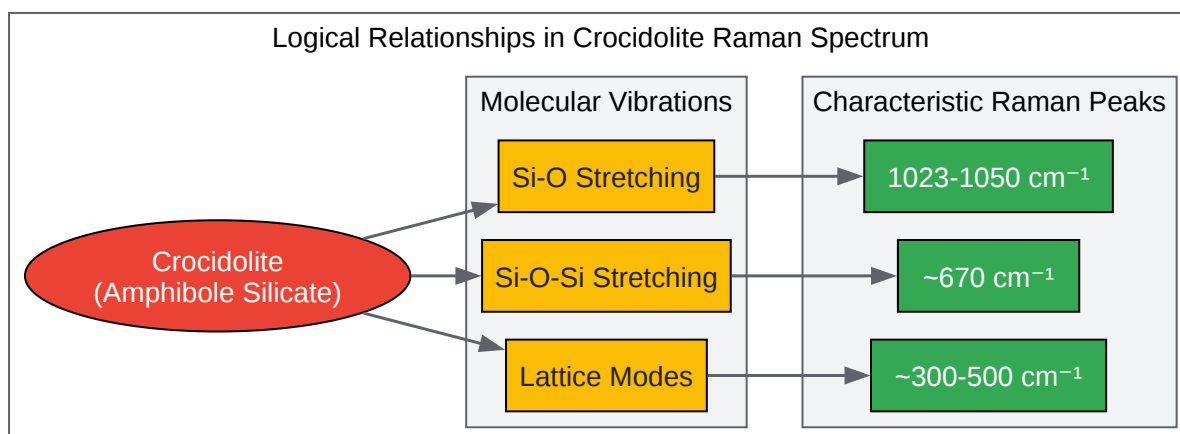 Logical Relationships in Crocidolite Raman Spectrum
Molecular Vibrations
Characteristic Raman Peaks
Si-O Stretching
1023-1050 cm⁻¹
Crocidolite
(Amphibole Silicate)
Si-O-Si Stretching
~670 cm⁻¹
Lattice Modes
~300-500 cm⁻¹